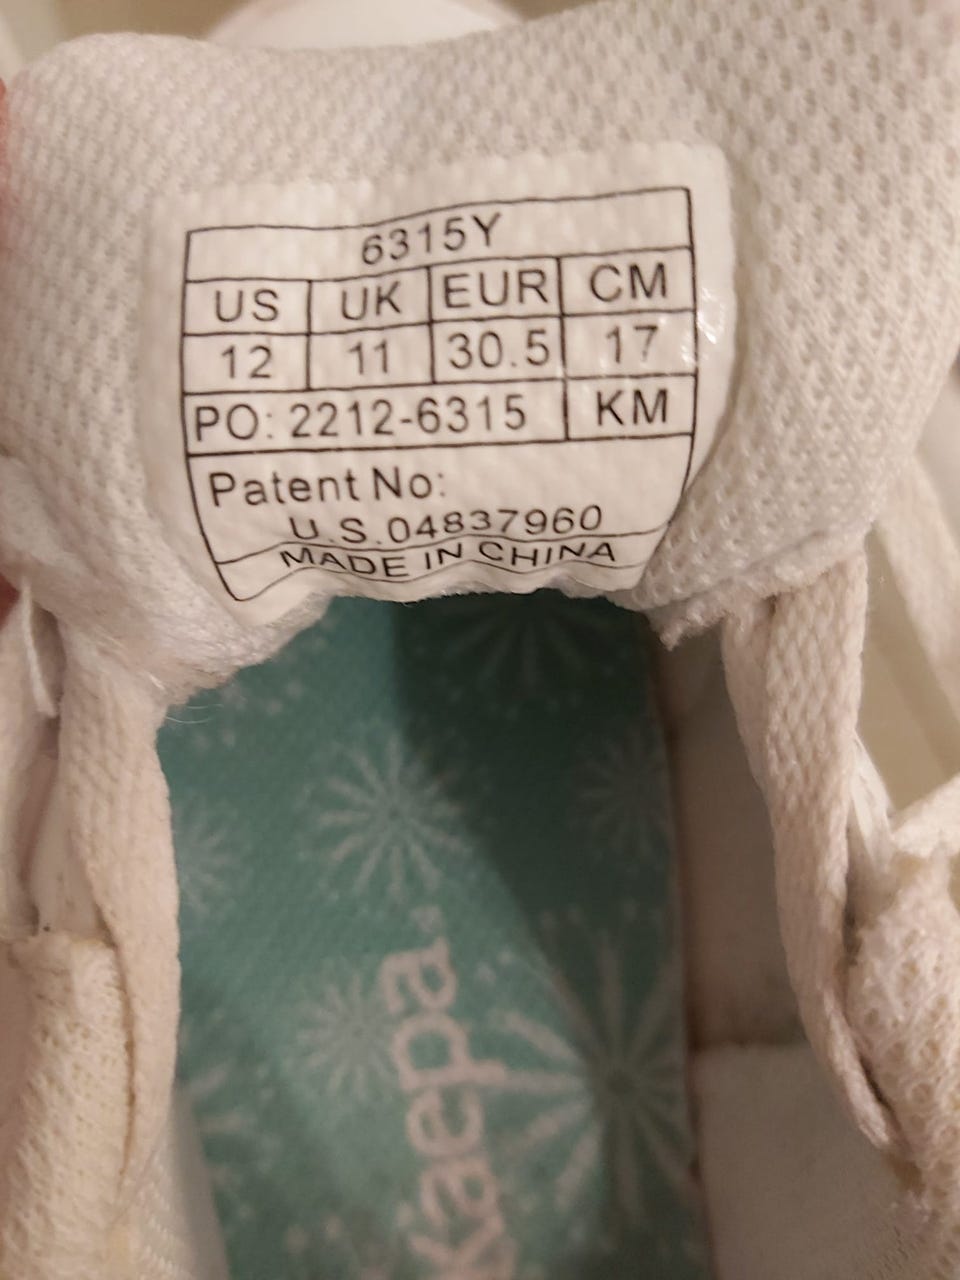 6315Y
US UK EUR CM
12 11 30.5 17
PO: 2212-6315 KM
Patent No:
U.S.04837960
MADE IN CHINA
kaepa